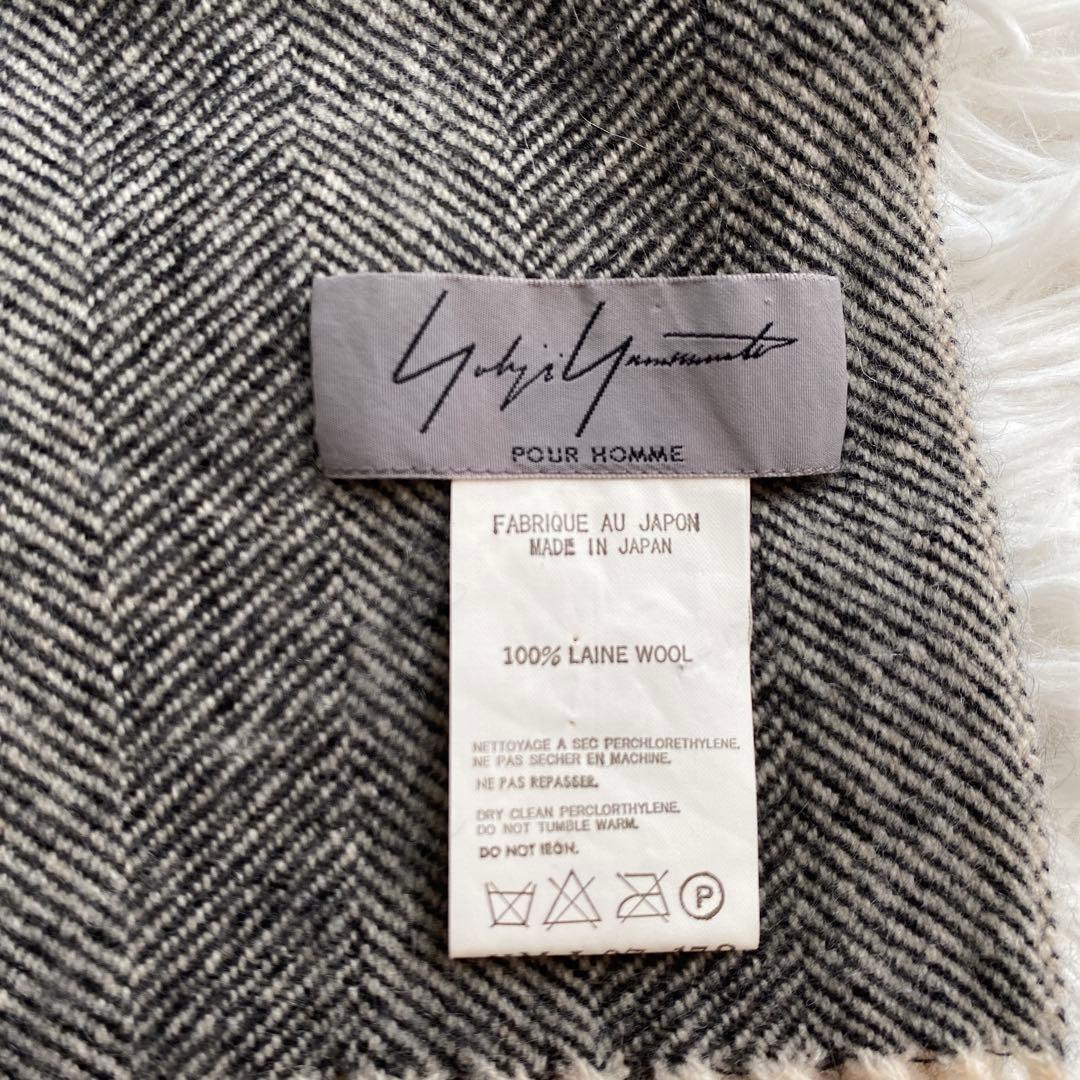 Yohji Yamamoto
POUR HOMME
FABRIQUE AU JAPON
MADE IN JAPAN
100% LAINE WOOL
NETTOYAGE A SEC PERCHLORETHYLENE.
NE PAS SECHER EN MACHINE.
NE PAS REPASSER.
DRY CLEAN PERCLORTHYLENE.
DO NOT TUMBLE WARM.
DO NOT IRON.
P